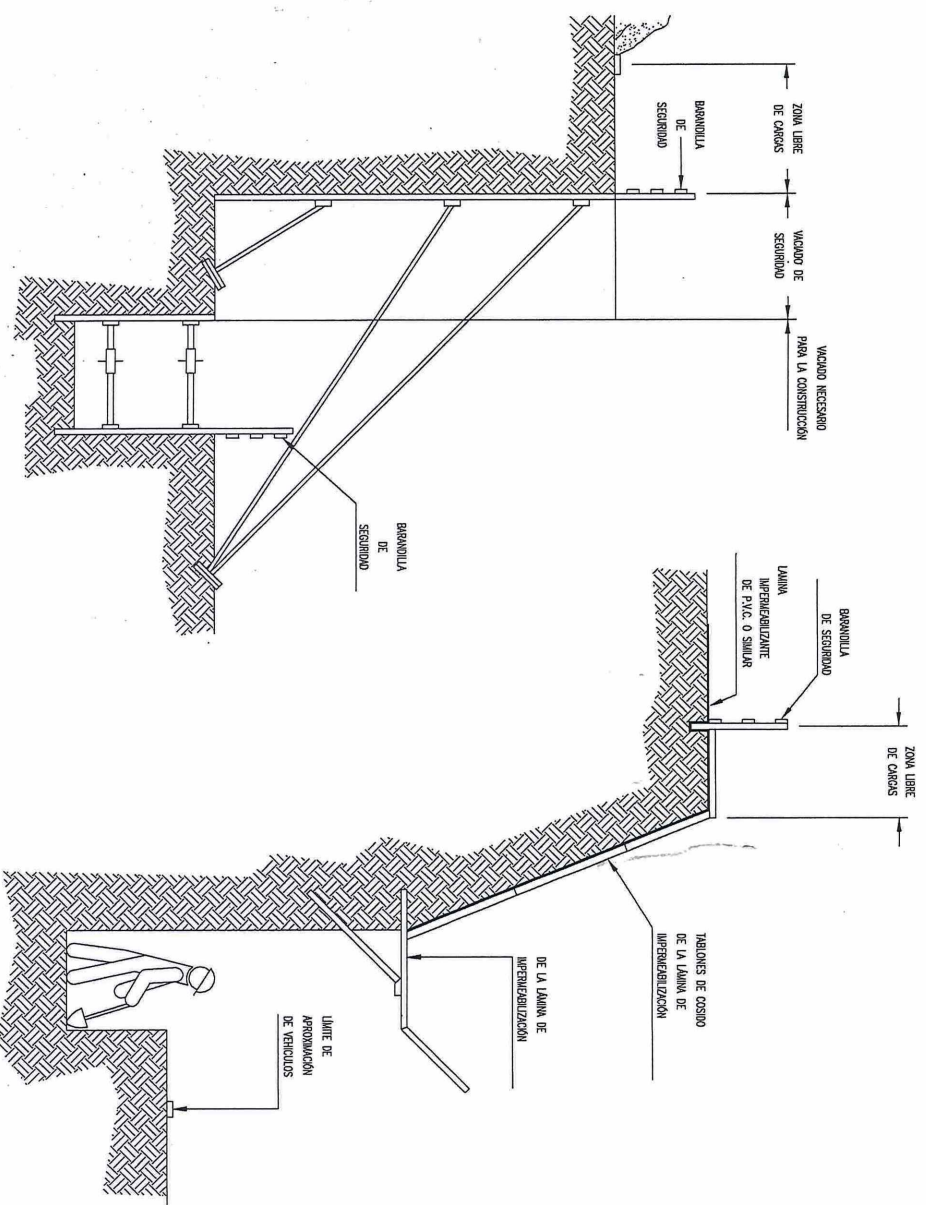 ZONA LIBRE
DE CARGAS
VACIADO DE
SEGURIDAD
VACIADO NECESARIO
PARA LA CONSTRUCCIÓN
BARANDILLA
DE
SEGURIDAD
BARANDILLA
DE
SEGURIDAD
ZONA LIBRE
DE CARGAS
BARANDILLA
DE SEGURIDAD
LAMINA
IMPERMEABILIZANTE
DE P.V.C. O SIMILAR
TABLONES DE COSIDO
DE LA LÁMINA DE
IMPERMEABILIZACIÓN
DE LA LÁMINA DE
IMPERMEABILIZACIÓN
LÍMITE DE
APROXIMACIÓN
DE VEHICULOS